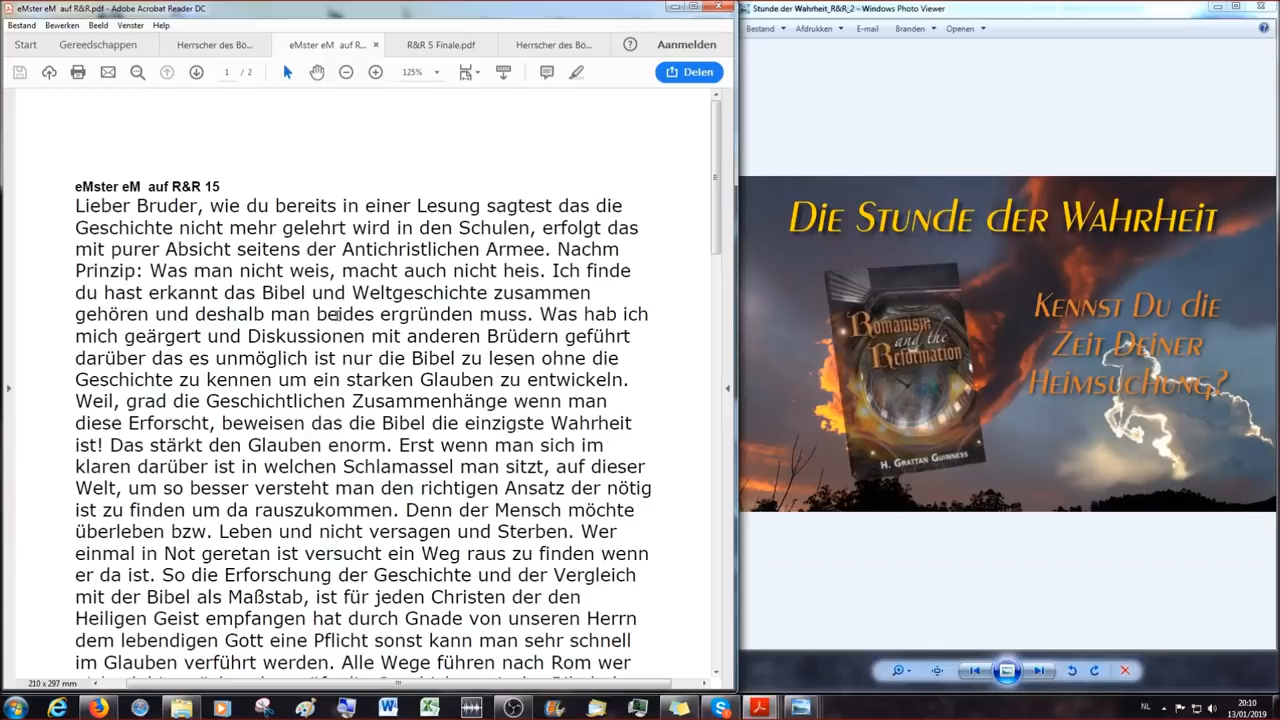 eMster eM  auf R&R.pdf - Adobe Acrobat Reader DC
Bestand Bewerken Beeld Venster Help
Start Gereedschappen Herrscher des Bö... eMster eM  auf R... × R&R 5 Finale.pdf Herrscher des Bö... Aanmelden
1 / 2 125% Delen
eMster eM  auf R&R 15
Lieber Bruder, wie du bereits in einer Lesung sagtest das die
Geschichte nicht mehr gelehrt wird in den Schulen, erfolgt das
mit purer Absicht seitens der Antichristlichen Armee. Nachm
Prinzip: Was man nicht weis, macht auch nicht heis. Ich finde
du hast erkannt das Bibel und Weltgeschichte zusammen
gehören und deshalb man beides ergründen muss. Was hab ich
mich geärgert und Diskussionen mit anderen Brüdern geführt
darüber das es unmöglich ist nur die Bibel zu lesen ohne die
Geschichte zu kennen um ein starken Glauben zu entwickeln.
Weil, grad die Geschichtlichen Zusammenhänge wenn man
diese Erforscht, beweisen das die Bibel die einzigste Wahrheit
ist! Das stärkt den Glauben enorm. Erst wenn man sich im
klaren darüber ist in welchen Schlamassel man sitzt, auf dieser
Welt, um so besser versteht man den richtigen Ansatz der nötig
ist zu finden um da rauszukommen. Denn der Mensch möchte
überleben bzw. Leben und nicht versagen und Sterben. Wer
einmal in Not geretan ist versucht ein Weg raus zu finden wenn
er da ist. So die Erforschung der Geschichte und der Vergleich
mit der Bibel als Maßstab, ist für jeden Christen der den
Heiligen Geist empfangen hat durch Gnade von unseren Herrn
dem lebendigen Gott eine Pflicht sonst kann man sehr schnell
im Glauben verführt werden. Alle Wege führen nach Rom wer
210 x 297 mm
Stunde der Wahrheit_R&R_2 - Windows Photo Viewer
Bestand Afdrukken E-mail Branden Openen
Die Stunde der Wahrheit
Kennst Du die
Zeit Deiner
Heimsuchung?
Romanism
and the
Reformation
H. Grattan Guinness
NL
20:10
13/01/2019